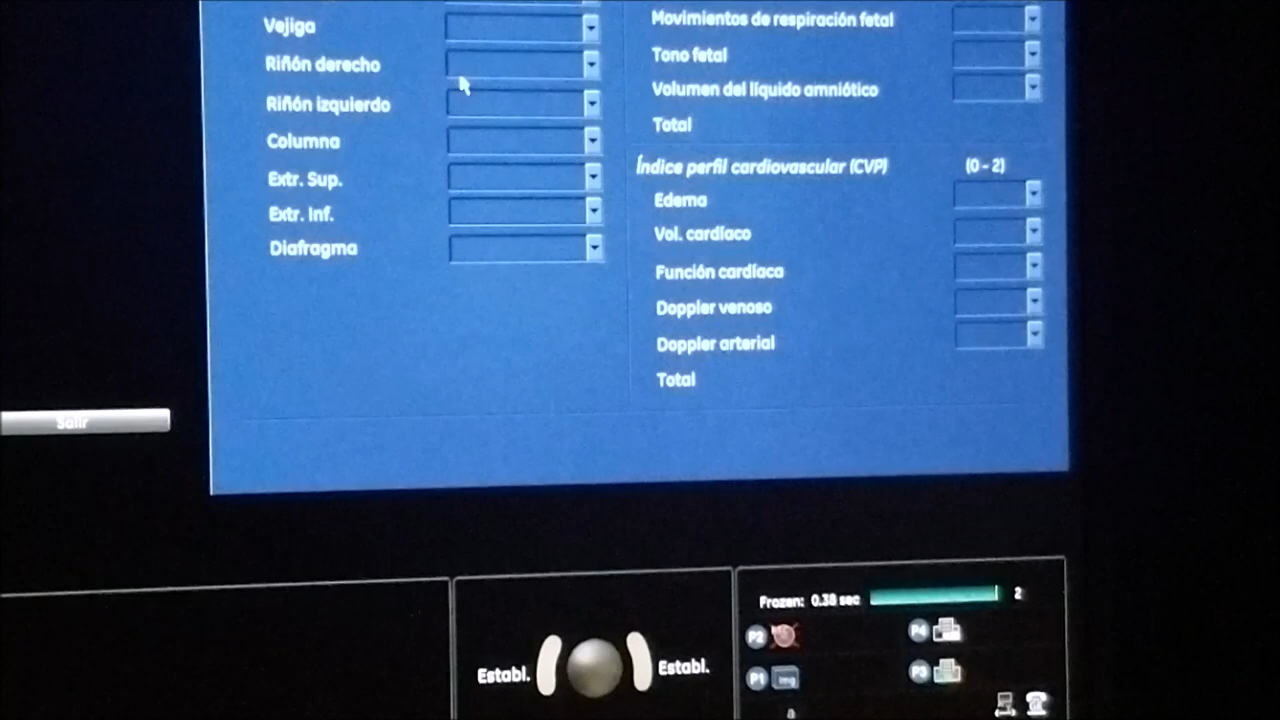 Vejiga
Riñón derecho
Riñón izquierdo
Columna
Extr. Sup.
Extr. Inf.
Diafragma
Movimientos de respiración fetal
Tono fetal
Volumen del líquido amniótico
Total
Índice perfil cardiovascular (CVP) (0 - 2)
Edema
Vol. cardíaco
Función cardíaca
Doppler venoso
Doppler arterial
Total
Salir
Establ. Establ.
Frozen: 0.38 sec 2
P2 P4
P1 Img P3